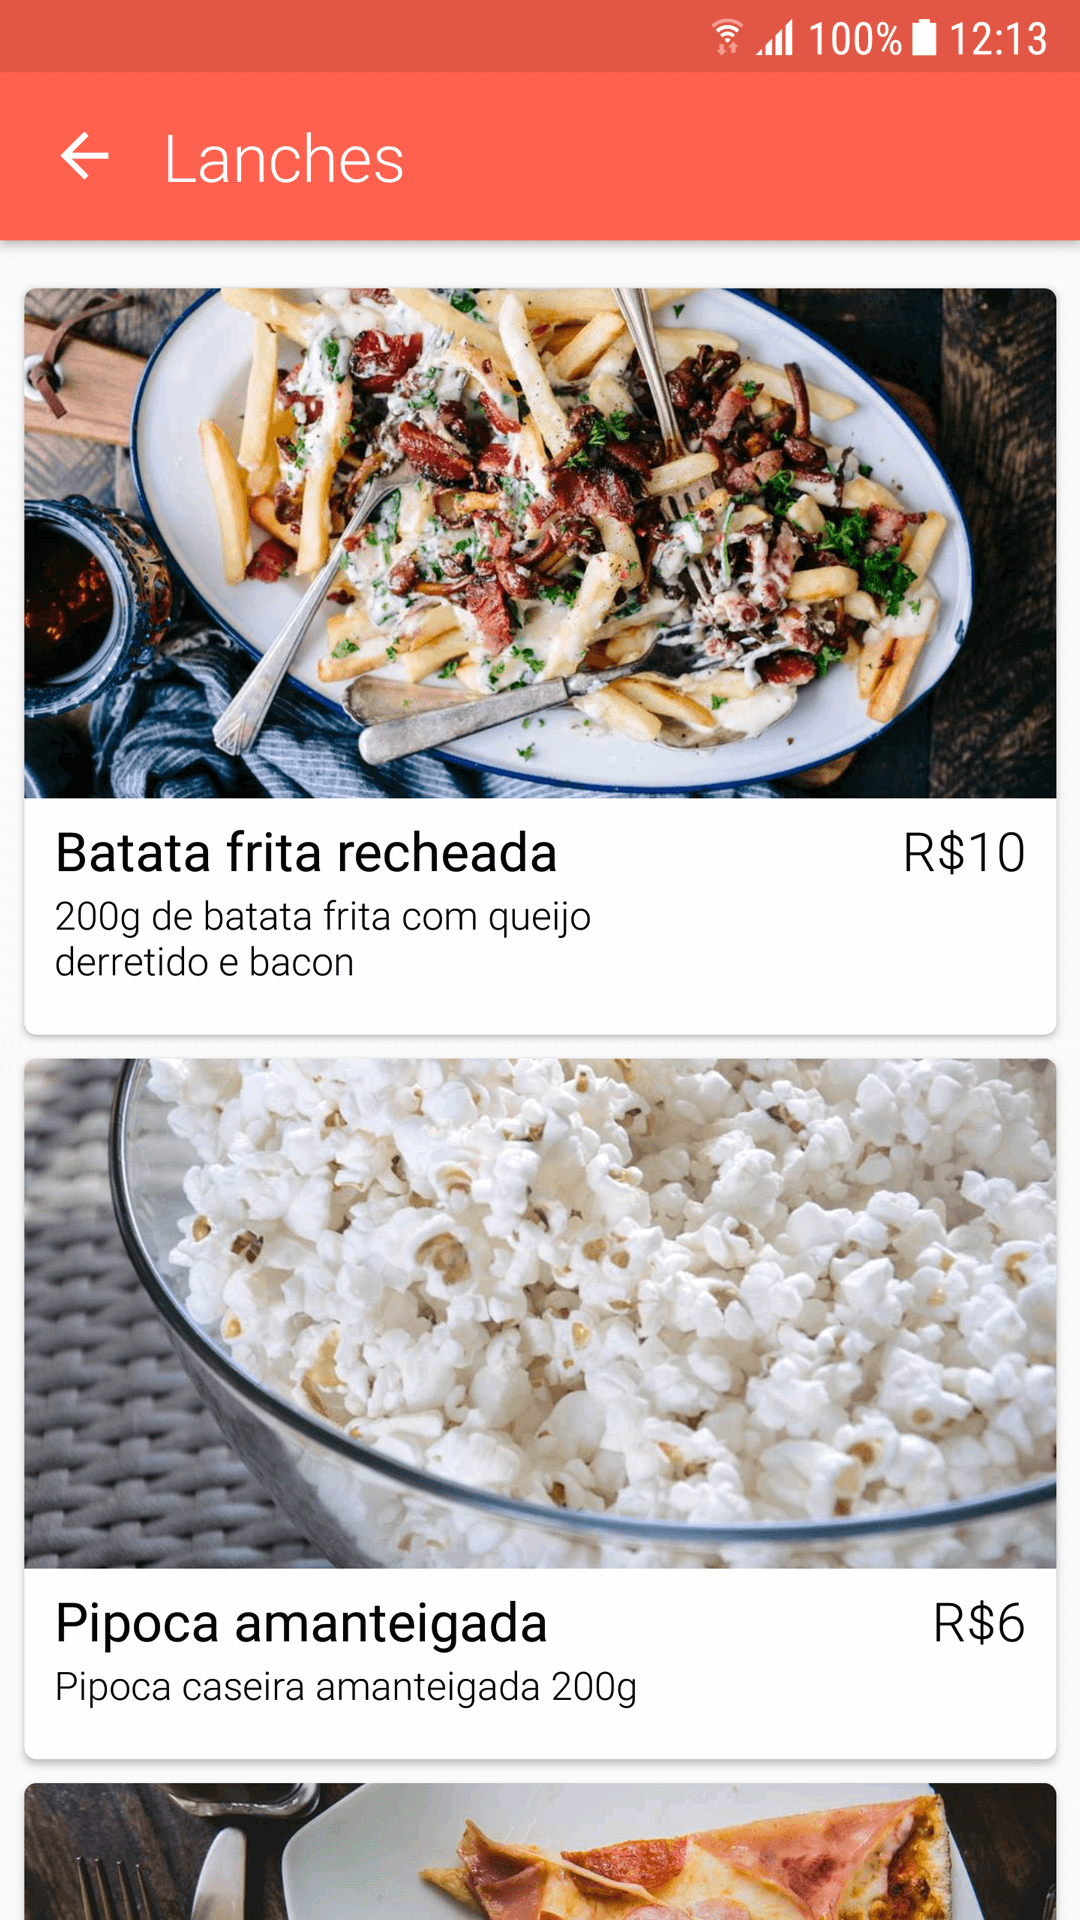 100% 12:13
Lanches
Batata frita recheada R$10
200g de batata frita com queijo
derretido e bacon
Pipoca amanteigada R$6
Pipoca caseira amanteigada 200g